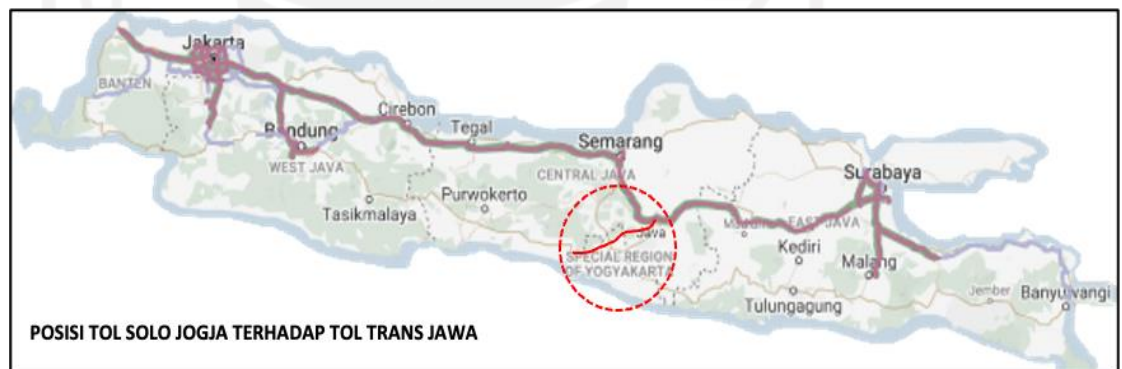 Jakarta
BANTEN
Cirebon
Bandung
Tegal
Semarang
WEST JAVA
CENTRAL JAVA
Surabaya
Purwokerto
Tasikmalaya
Java
EAST JAVA
SPECIAL REGION
OF YOGYAKARTA
Kediri
Malang
Jember
Banyuwangi
Tulungagung
POSISI TOL SOLO JOGJA TERHADAP TOL TRANS JAWA